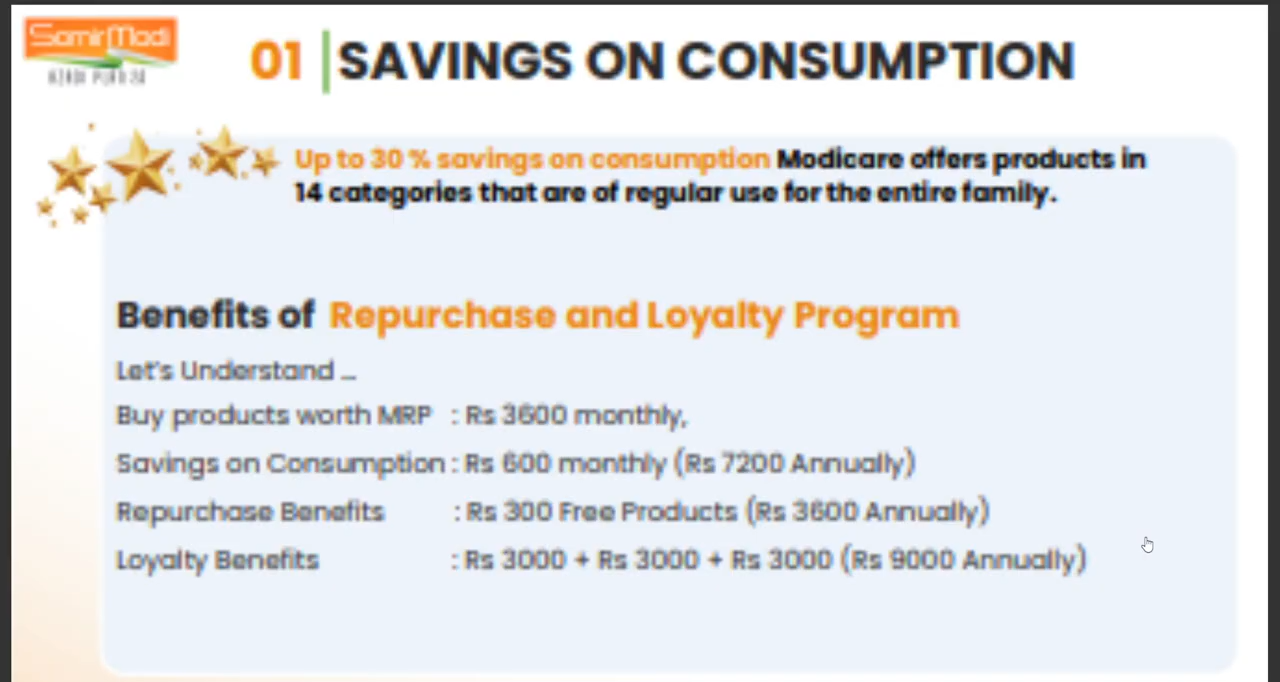 SamirModi
AZADI PURI SE
01 | SAVINGS ON CONSUMPTION
Up to 30 % savings on consumption Modicare offers products in
14 categories that are of regular use for the entire family.
Benefits of Repurchase and Loyalty Program
Let's Understand ...
Buy products worth MRP : Rs 3600 monthly,
Savings on Consumption : Rs 600 monthly (Rs 7200 Annually)
Repurchase Benefits : Rs 300 Free Products (Rs 3600 Annually)
Loyalty Benefits : Rs 3000 + Rs 3000 + Rs 3000 (Rs 9000 Annually)